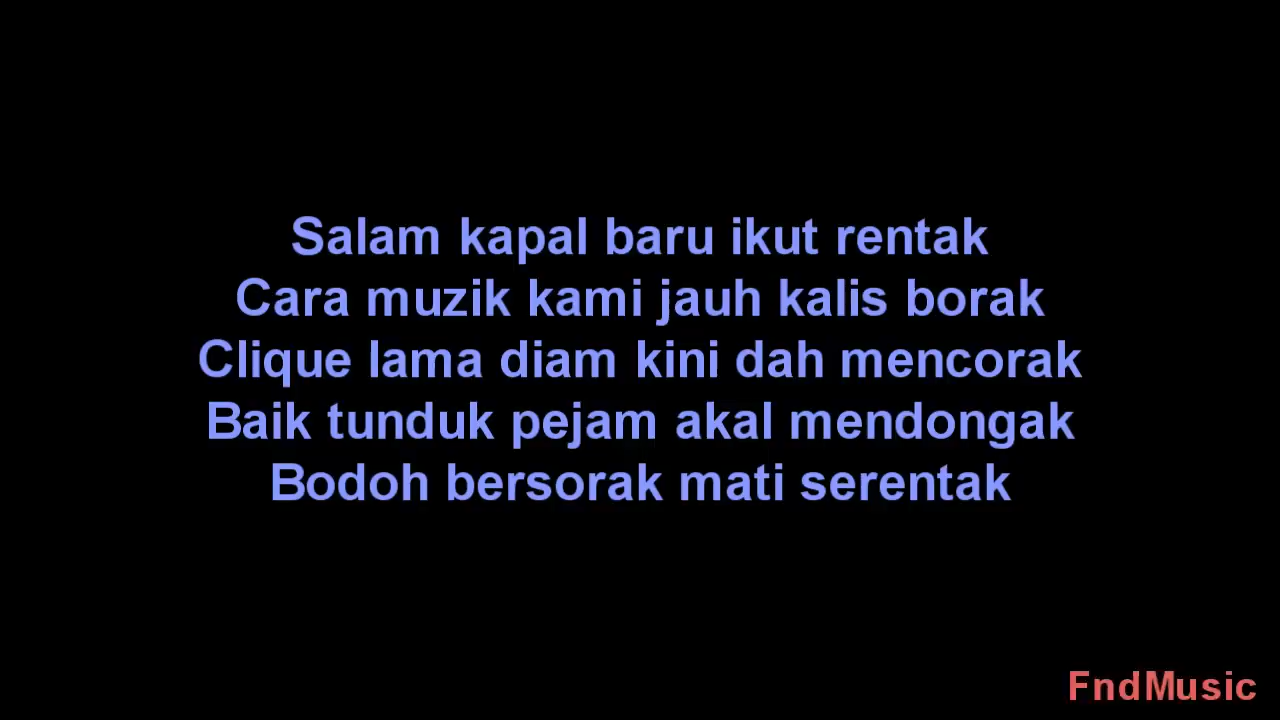 Salam kapal baru ikut rentak
Cara muzik kami jauh kalis borak
Clique lama diam kini dah mencorak
Baik tunduk pejam akal mendongak
Bodoh bersorak mati serentak
FndMusic